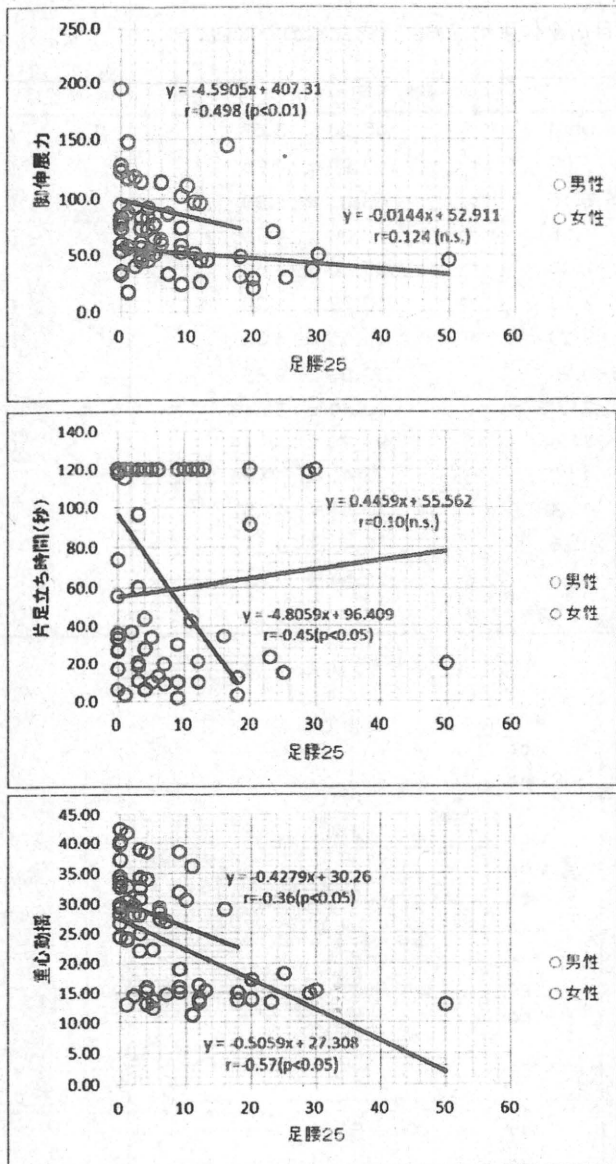 250.0
200.0
150.0
100.0
50.0
0.0
脚伸展力
y = -4.5905x + 407.31
r=0.498 (p<0.01)
y = -0.0144x + 52.911
r=0.124 (n.s.)
男性
女性
0 10 20 30 40 50 60
足腰25
140.0
120.0
100.0
80.0
60.0
40.0
20.0
0.0
片足立ち時間(秒)
y = 0.4459x + 55.562
r=0.10(n.s.)
y = -4.8059x + 96.409
r=-0.45(p<0.05)
男性
女性
0 10 20 30 40 50 60
足腰25
45.00
40.00
35.00
30.00
25.00
20.00
15.00
10.00
5.00
0.00
重心動揺
y = -0.4279x + 30.26
r=-0.36(p<0.05)
y = -0.5059x + 27.308
r=-0.57(p<0.05)
男性
女性
0 10 20 30 40 50 60
足腰25